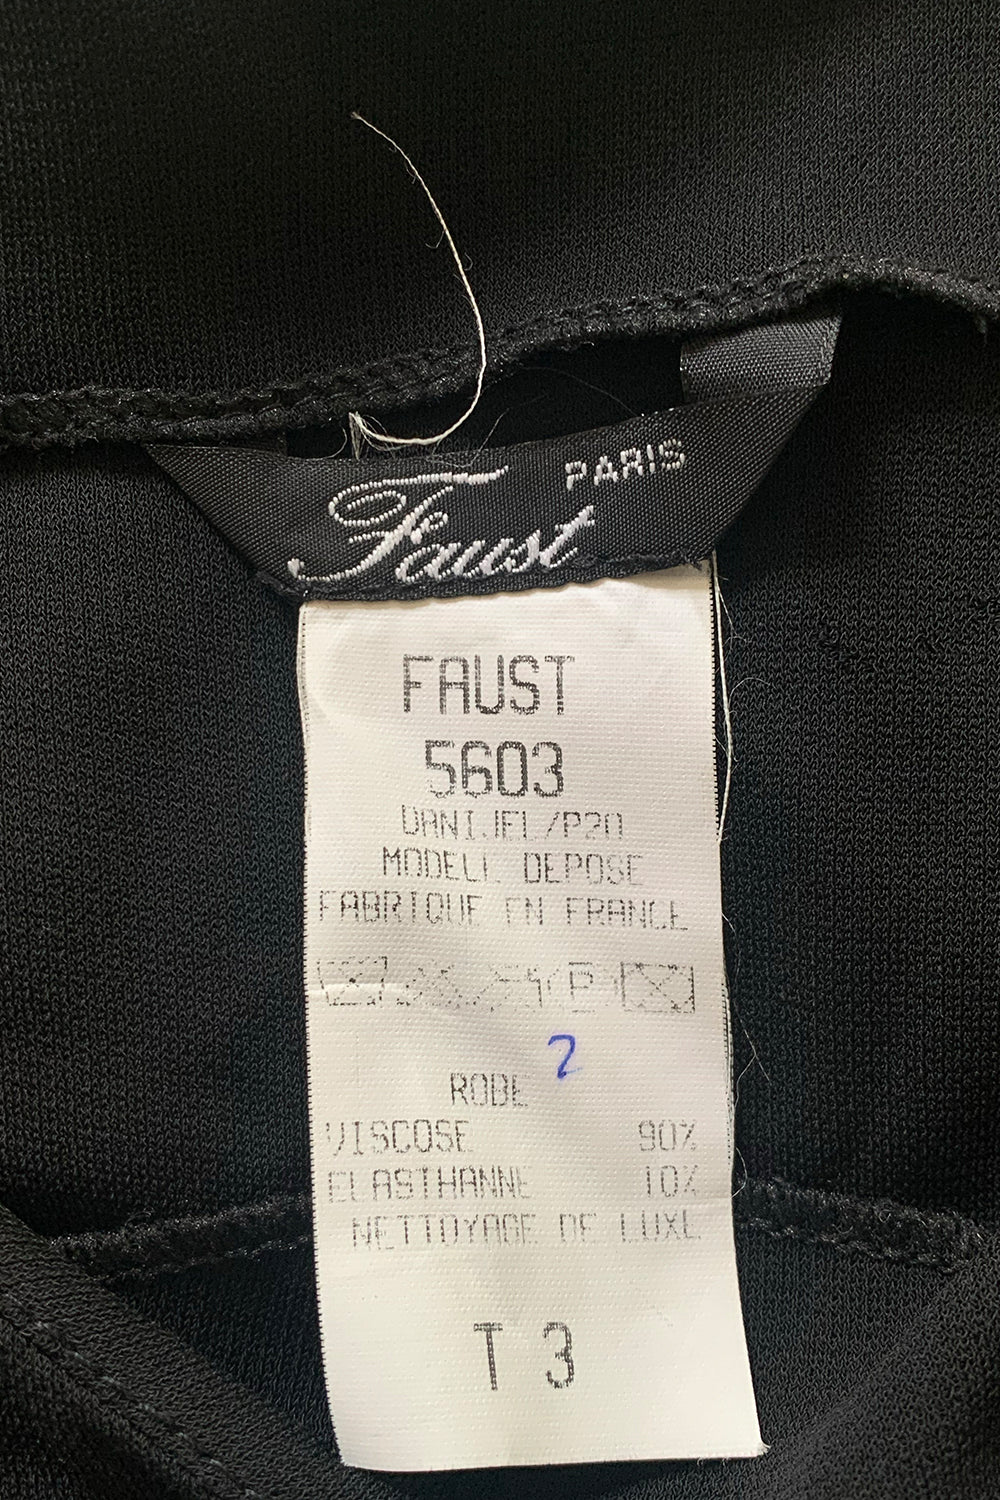 PARIS
Faust
FAUST
5603
DANIJEL/P20
MODELE DEPOSE
FABRIQUE EN FRANCE
P
2
ROBE
VISCOSE 90%
ELASTHANNE 10%
NETTOYAGE DE LUXE
T 3